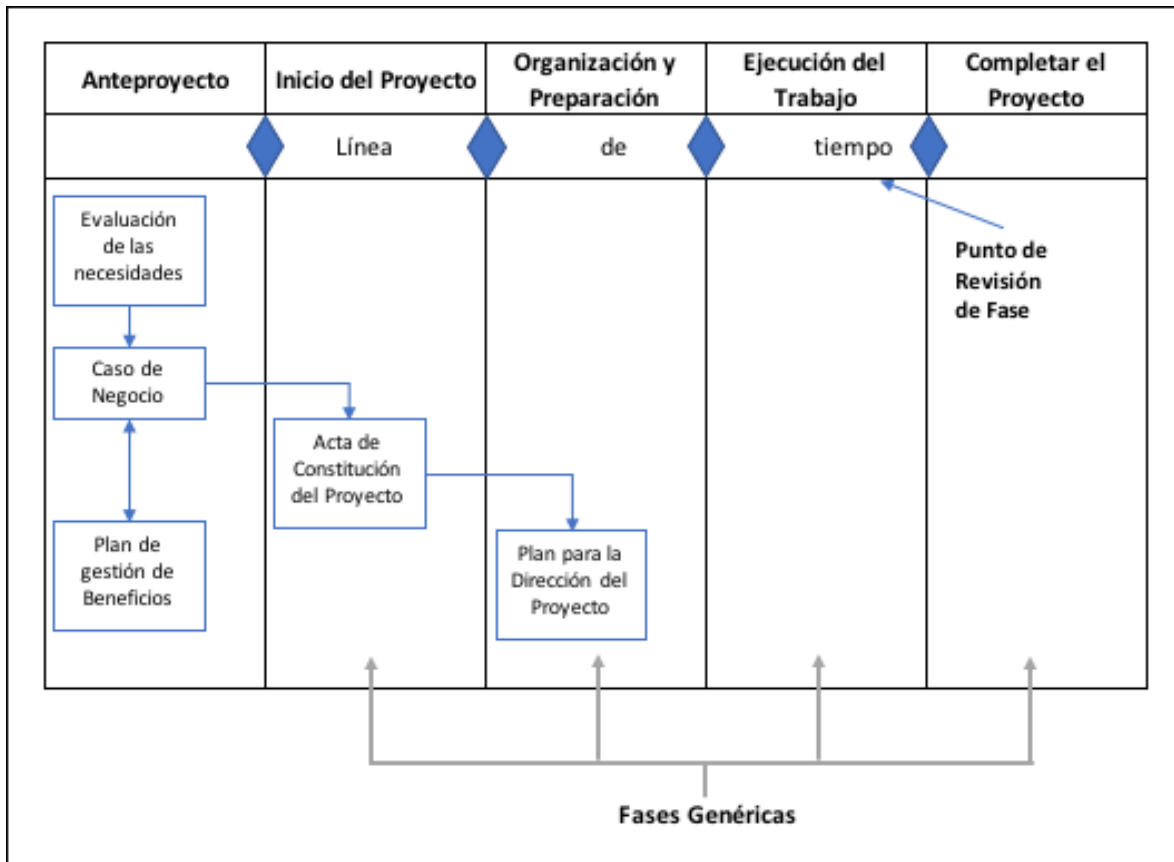 Anteproyecto
Inicio del Proyecto
Organización y
Preparación
Ejecución del
Trabajo
Completar el
Proyecto
Línea de tiempo
Evaluación
de las
necesidades
Caso de
Negocio
Plan de
gestión de
Beneficios
Acta de
Constitución
del Proyecto
Plan para la
Dirección del
Proyecto
Punto de
Revisión
de Fase
Fases Genéricas